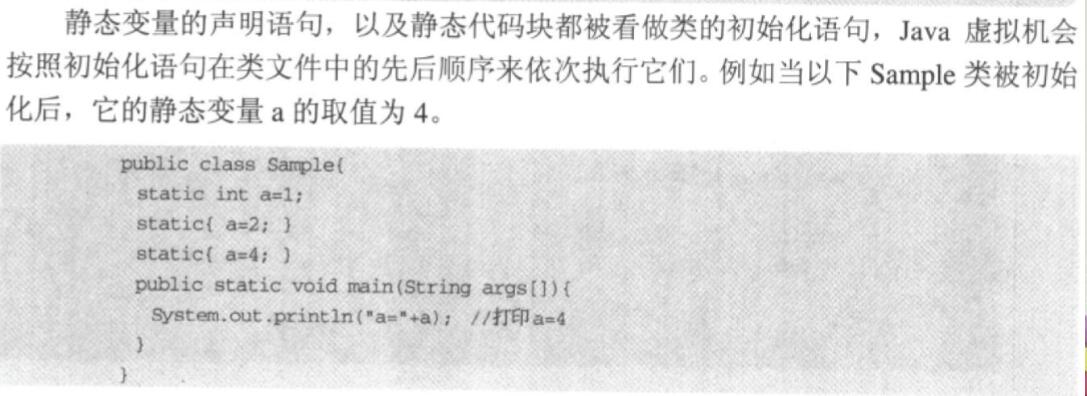 静态变量的声明语句，以及静态代码块都被看做类的初始化语句，Java 虚拟机会
按照初始化语句在类文件中的先后顺序来依次执行它们。例如当以下 Sample 类被初始
化后，它的静态变量 a 的取值为 4。
public class Sample{
static int a=1;
static{ a=2; }
static{ a=4; }
public static void main(String args[]){
System.out.println("a="+a); //打印a=4
}
}